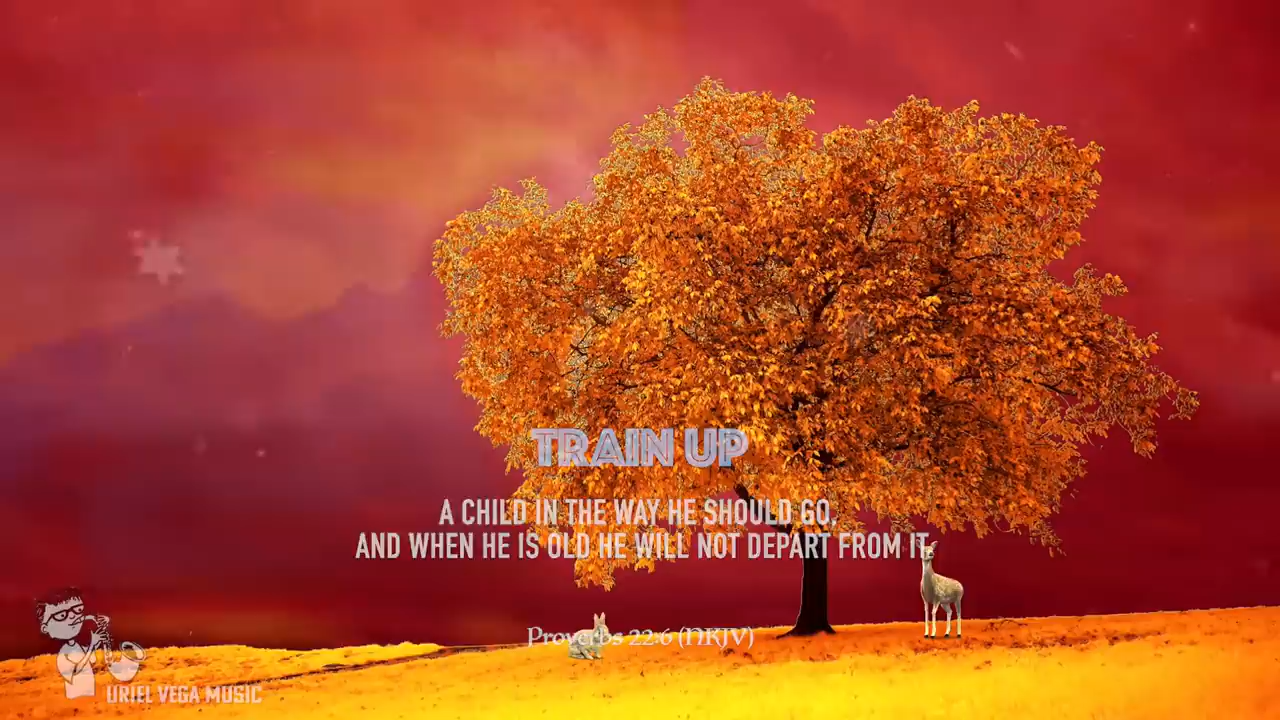 TRAIN UP
A CHILD IN THE WAY HE SHOULD GO,
AND WHEN HE IS OLD HE WILL NOT DEPART FROM IT.
Proverbs 22:6 (NKJV)
URIEL VEGA MUSIC